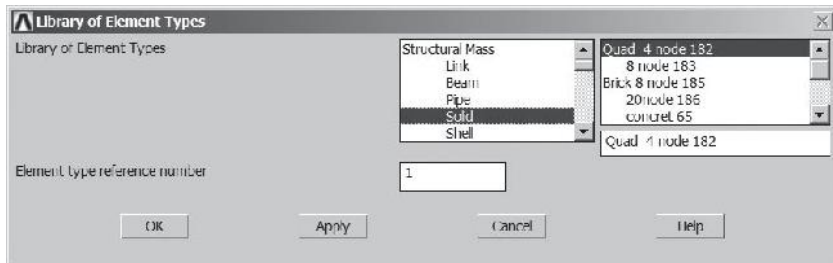 Library of Element Types
Library of Element Types
Structural Mass
Link
Beam
Pipe
Solid
Shell
Quad 4 node 182
8 node 183
Brick 8 node 185
20node 186
concret 65
Quad 4 node 182
Element type reference number
1
OK
Apply
Cancel
Help